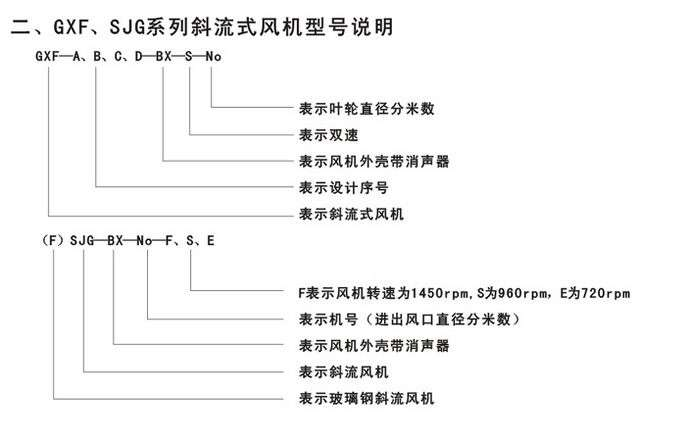 二、GXF、SJG系列斜流式风机型号说明
GXF—A、B、C、D—BX—S—No
表示叶轮直径分米数
表示双速
表示风机外壳带消声器
表示设计序号
表示斜流式风机
(F)SJG—BX—No—F、S、E
F表示风机转速为1450rpm,S为960rpm，E为720rpm
表示机号（进出风口直径分米数）
表示风机外壳带消声器
表示斜流风机
表示玻璃钢斜流风机